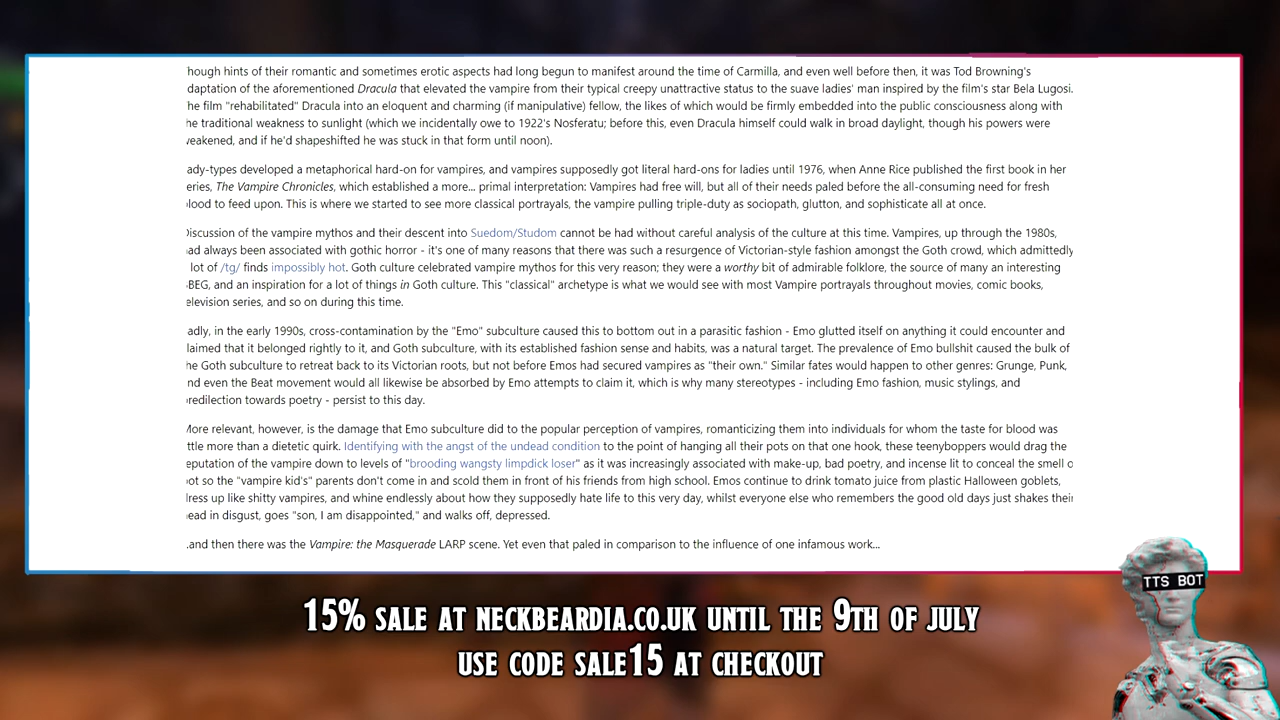 hough hints of their romantic and sometimes erotic aspects had long begun to manifest around the time of Carmilla, and even well before then, it was Tod Browning's
daptation of the aforementioned Dracula that elevated the vampire from their typical creepy unattractive status to the suave ladies' man inspired by the film's star Bela Lugosi.
he film "rehabilitated" Dracula into an eloquent and charming (if manipulative) fellow, the likes of which would be firmly embedded into the public consciousness along with
he traditional weakness to sunlight (which we incidentally owe to 1922's Nosferatu; before this, even Dracula himself could walk in broad daylight, though his powers were
weakened, and if he'd shapeshifted he was stuck in that form until noon).
ady-types developed a metaphorical hard-on for vampires, and vampires supposedly got literal hard-ons for ladies until 1976, when Anne Rice published the first book in her
eries, The Vampire Chronicles, which established a more... primal interpretation: Vampires had free will, but all of their needs paled before the all-consuming need for fresh
blood to feed upon. This is where we started to see more classical portrayals, the vampire pulling triple-duty as sociopath, glutton, and sophisticate all at once.
Discussion of the vampire mythos and their descent into Suedom/Studom cannot be had without careful analysis of the culture at this time. Vampires, up through the 1980s,
had always been associated with gothic horror - it's one of many reasons that there was such a resurgence of Victorian-style fashion amongst the Goth crowd, which admittedly
lot of /tg/ finds impossibly hot. Goth culture celebrated vampire mythos for this very reason; they were a worthy bit of admirable folklore, the source of many an interesting
BBEG, and an inspiration for a lot of things in Goth culture. This "classical" archetype is what we would see with most Vampire portrayals throughout movies, comic books,
elevision series, and so on during this time.
adly, in the early 1990s, cross-contamination by the "Emo" subculture caused this to bottom out in a parasitic fashion - Emo glutted itself on anything it could encounter and
laimed that it belonged rightly to it, and Goth subculture, with its established fashion sense and habits, was a natural target. The prevalence of Emo bullshit caused the bulk of
he Goth subculture to retreat back to its Victorian roots, but not before Emos had secured vampires as "their own." Similar fates would happen to other genres: Grunge, Punk,
nd even the Beat movement would all likewise be absorbed by Emo attempts to claim it, which is why many stereotypes - including Emo fashion, music stylings, and
predilection towards poetry - persist to this day.
More relevant, however, is the damage that Emo subculture did to the popular perception of vampires, romanticizing them into individuals for whom the taste for blood was
ittle more than a dietetic quirk. Identifying with the angst of the undead condition to the point of hanging all their pots on that one hook, these teenyboppers would drag the
reputation of the vampire down to levels of "brooding wangsty limpdick loser" as it was increasingly associated with make-up, bad poetry, and incense lit to conceal the smell o
pot so the "vampire kid's" parents don't come in and scold them in front of his friends from high school. Emos continue to drink tomato juice from plastic Halloween goblets,
dress up like shitty vampires, and whine endlessly about how they supposedly hate life to this very day, whilst everyone else who remembers the good old days just shakes their
ead in disgust, goes "son, I am disappointed," and walks off, depressed.
..and then there was the Vampire: the Masquerade LARP scene. Yet even that paled in comparison to the influence of one infamous work...
TTS BOT
15% SALE AT NECKBEARDIA.CO.UK UNTIL THE 9TH OF JULY
USE CODE SALE15 AT CHECKOUT